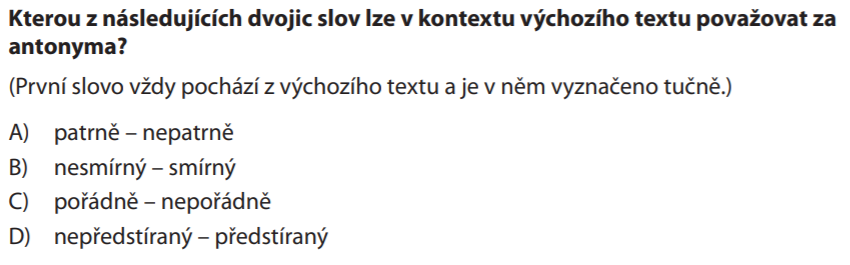 Kterou z následujících dvojic slov lze v kontextu výchozího textu považovat za
antonyma?
(První slovo vždy pochází z výchozího textu a je v něm vyznačeno tučně.)
A) patrně – nepatrně
B) nesmírný – smírný
C) pořádně – nepořádně
D) nepředstíraný – předstíraný